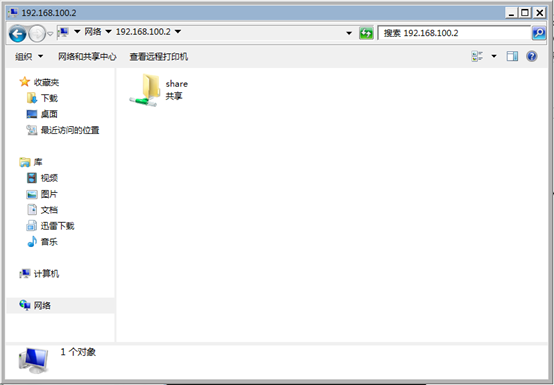 192.168.100.2
网络 192.168.100.2
搜索 192.168.100.2
组织 网络和共享中心 查看远程打印机
收藏夹
下载
桌面
最近访问的位置
库
视频
图片
文档
迅雷下载
音乐
计算机
网络
share
共享
1 个对象